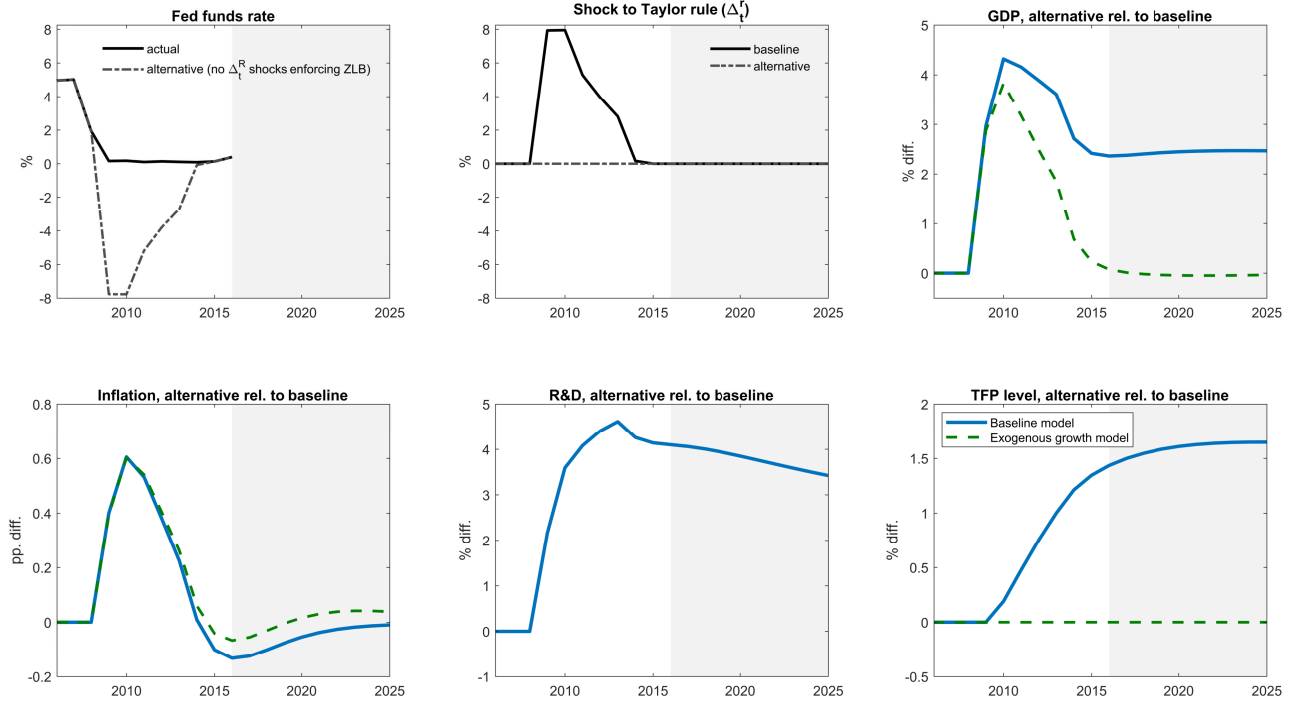 Fed funds rate
8
6
4
2
0
-2
-4
-6
-8
%
actual
alternative (no Δ_t^R shocks enforcing ZLB)
2010 2015 2020 2025
Shock to Taylor rule (Δ_t^r)
8
6
4
2
0
-2
-4
-6
-8
%
baseline
alternative
2010 2015 2020 2025
GDP, alternative rel. to baseline
5
4
3
2
1
0
% diff.
2010 2015 2020 2025
Inflation, alternative rel. to baseline
0.8
0.6
0.4
0.2
0
-0.2
pp. diff.
2010 2015 2020 2025
R&D, alternative rel. to baseline
5
4
3
2
1
0
-1
% diff.
2010 2015 2020 2025
TFP level, alternative rel. to baseline
2
1.5
1
0.5
0
-0.5
% diff.
Baseline model
Exogenous growth model
2010 2015 2020 2025